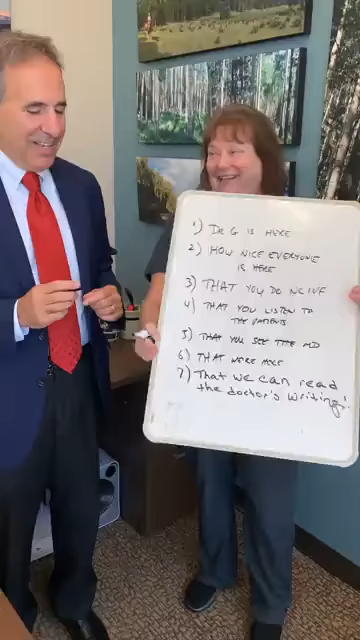 1) DR G IS HERE
2) HOW NICE EVERYONE
IS HERE
3) THAT YOU DO NC IVF
4) THAT YOU LISTEN TO
THE PATIENTS
5) THAT YOU SEE THE MD
6) THAT WE'RE
7) That we can read
the doctor's writing!